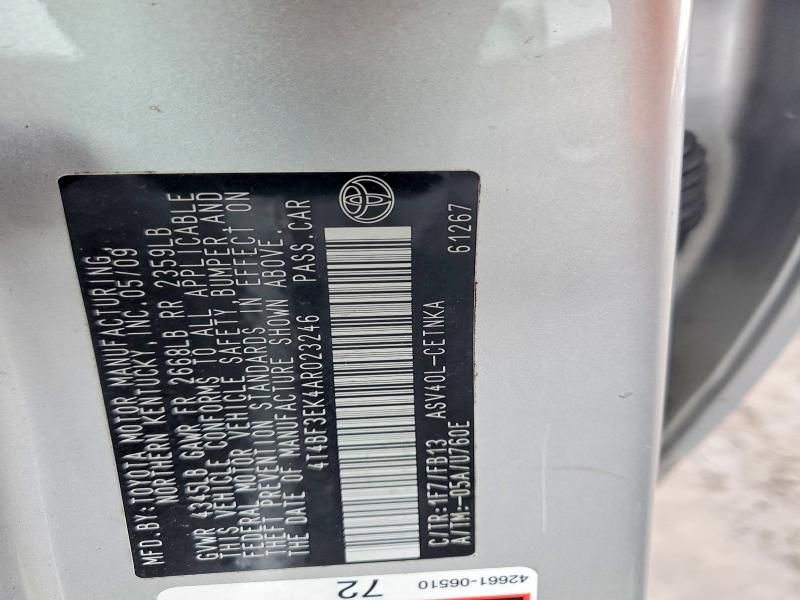 MFD.BY:TOYOTA MOTOR MANUFACTURING,
NORTHERN KENTUCKY, INC.05/09
GVWR 4343LB GAWR FR 2668LB RR 2359LB
THIS VEHICLE CONFORMS TO ALL APPLICABLE
FEDERAL MOTOR VEHICLE SAFETY,BUMPER,AND
THEFT PREVENTION STANDARDS IN EFFECT ON
THE DATE OF MANUFACTURE SHOWN ABOVE.
4T4BF3EK4AR023246 PASS.CAR
C/TR:1F7/FB13 ASV40L-CETNKA
A/TM:-05A/U760E 61267
42661-06510
72